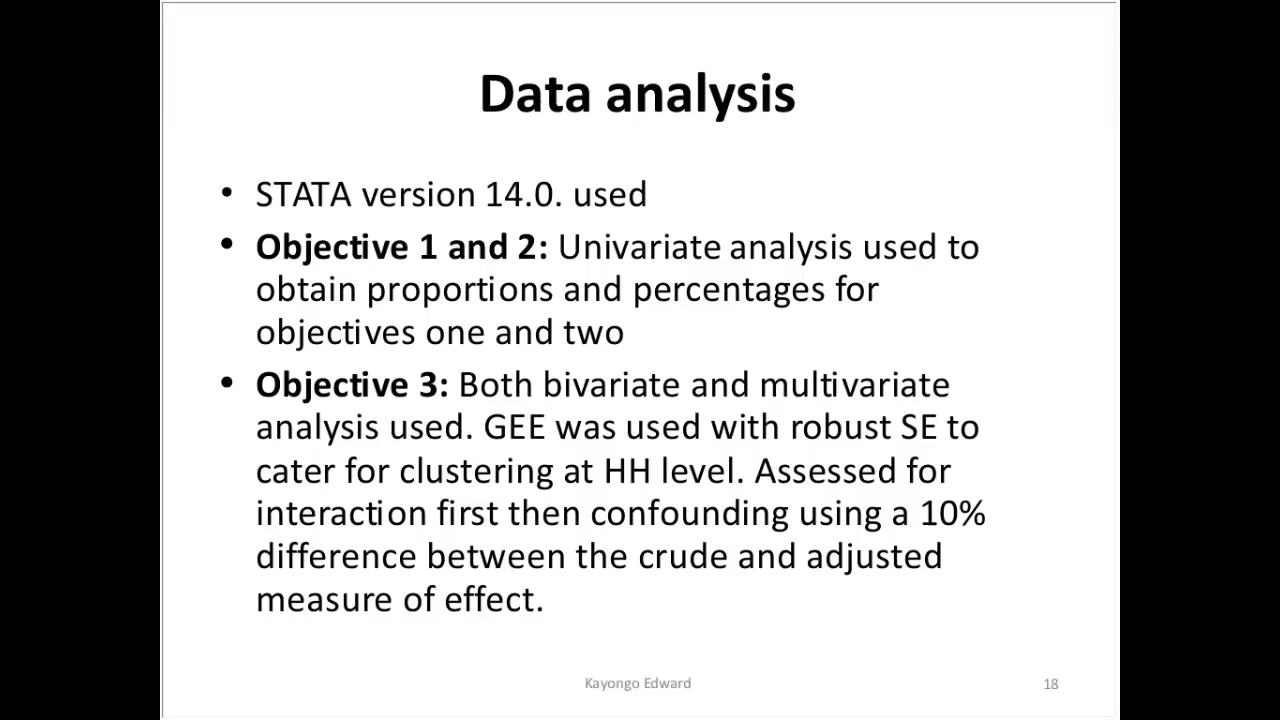 Data analysis
• STATA version 14.0. used
• Objective 1 and 2: Univariate analysis used to
obtain proportions and percentages for
objectives one and two
• Objective 3: Both bivariate and multivariate
analysis used. GEE was used with robust SE to
cater for clustering at HH level. Assessed for
interaction first then confounding using a 10%
difference between the crude and adjusted
measure of effect.
Kayongo Edward
18